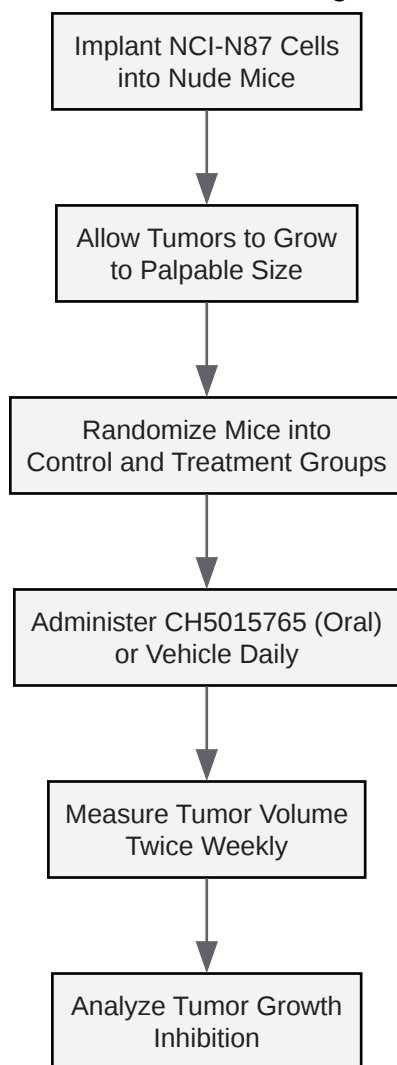 Implant NCI-N87 Cells
into Nude Mice
Allow Tumors to Grow
to Palpable Size
Randomize Mice into
Control and Treatment Groups
Administer CH5015765 (Oral)
or Vehicle Daily
Measure Tumor Volume
Twice Weekly
Analyze Tumor Growth
Inhibition